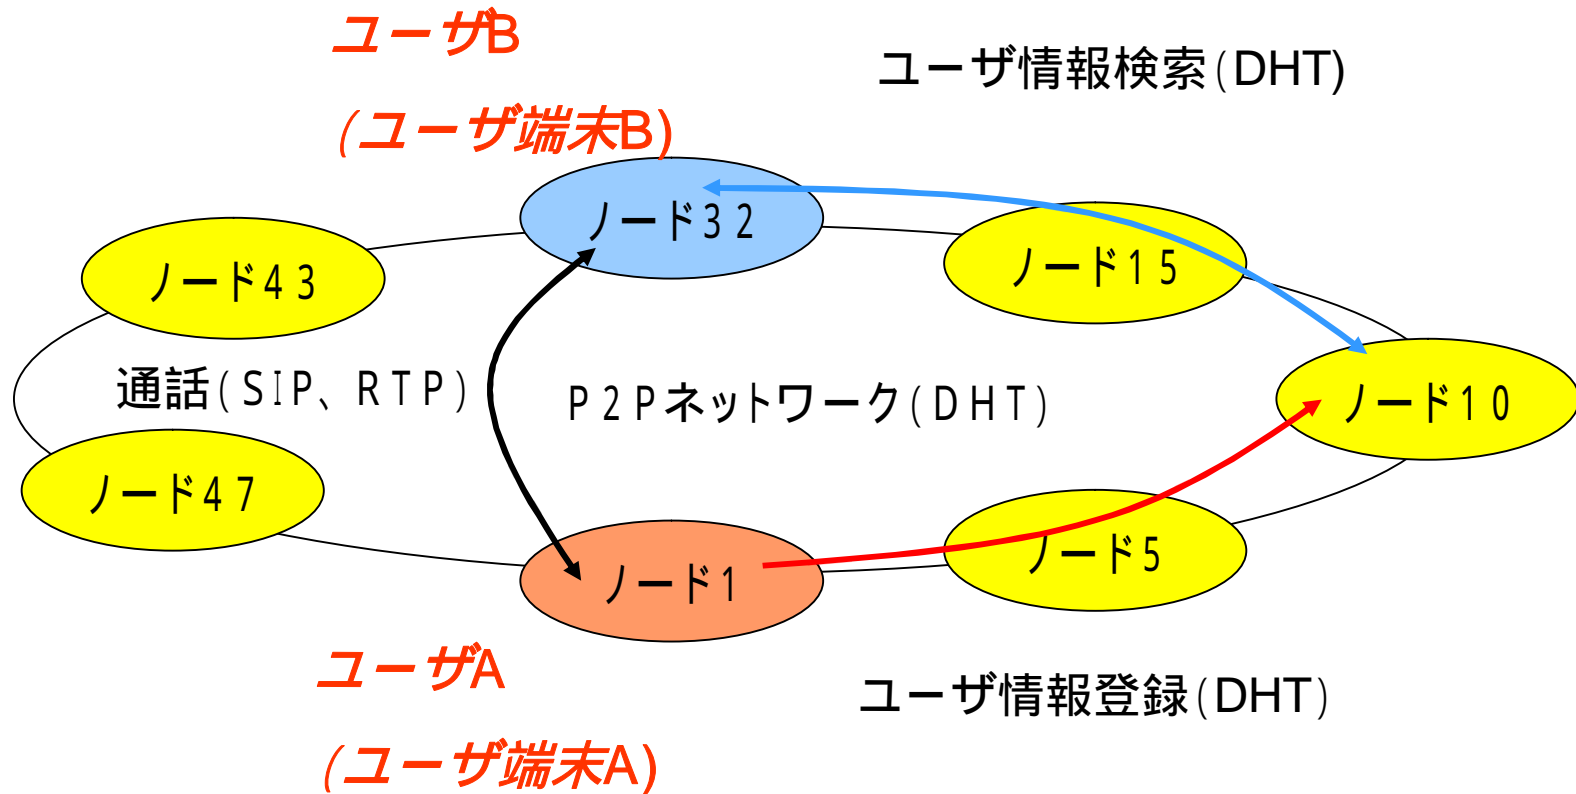 ユーザB
(ユーザ端末B)
ユーザ情報検索(DHT)
ノード32
ノード43
ノード15
通話(SIP、RTP)
P2Pネットワーク(DHT)
ノード10
ノード47
ノード1
ノード5
ユーザA
(ユーザ端末A)
ユーザ情報登録(DHT)